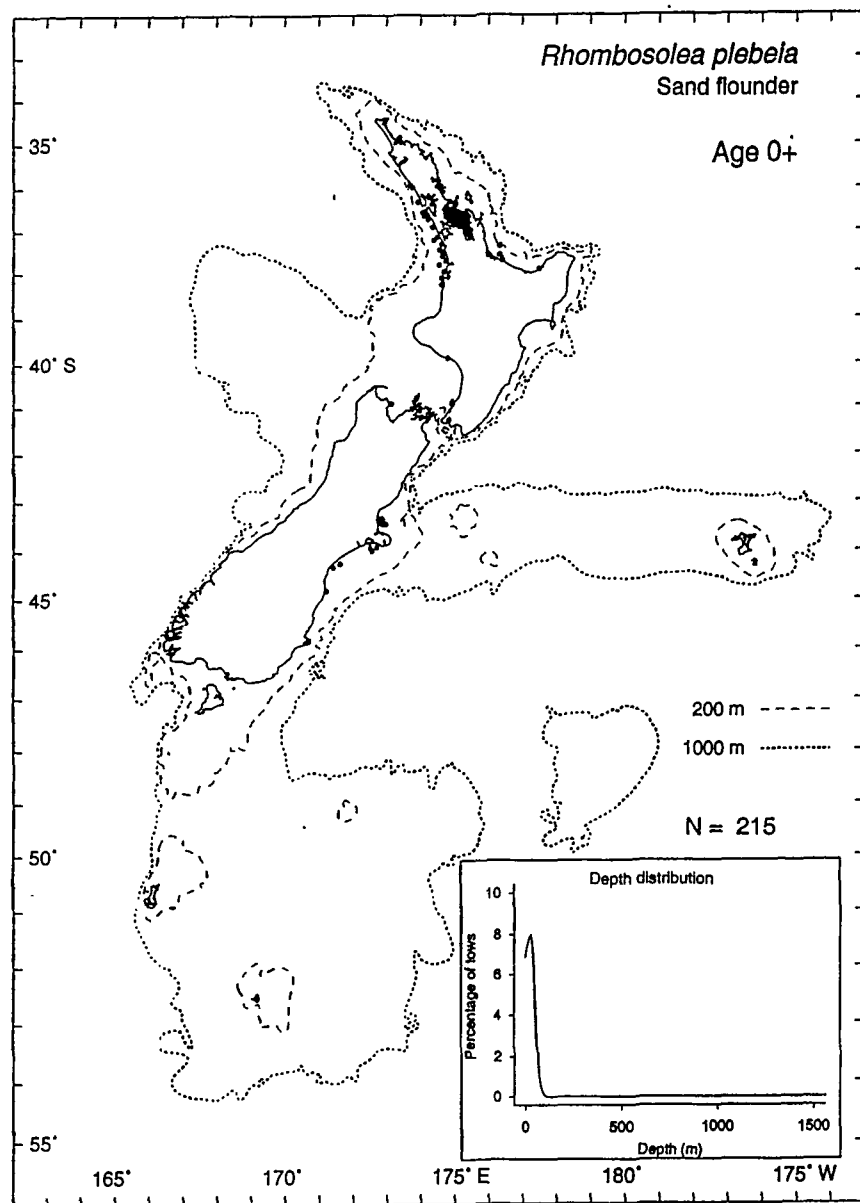 Rhombosolea plebeia
Sand flounder
Age 0+
35°
40° S
45°
200 m
1000 m
N = 215
50°
Depth distribution
10
8
6
4
2
0
Percentage of tows
0 500 1000 1500
Depth (m)
55°
165° 170° 175° E 180° 175° W